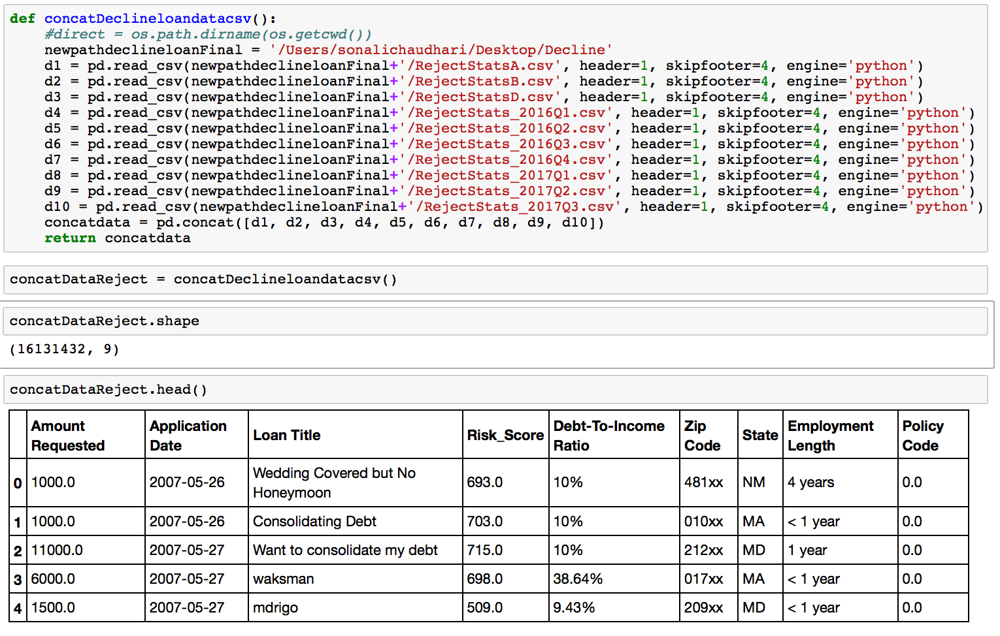 def concatDeclineloandatacsv():
    #direct = os.path.dirname(os.getcwd())
    newpathdeclineloanFinal = '/Users/sonalichaudhari/Desktop/Decline'
    d1 = pd.read_csv(newpathdeclineloanFinal+'/RejectStatsA.csv', header=1, skipfooter=4, engine='python')
    d2 = pd.read_csv(newpathdeclineloanFinal+'/RejectStatsB.csv', header=1, skipfooter=4, engine='python')
    d3 = pd.read_csv(newpathdeclineloanFinal+'/RejectStatsD.csv', header=1, skipfooter=4, engine='python')
    d4 = pd.read_csv(newpathdeclineloanFinal+'/RejectStats_2016Q1.csv', header=1, skipfooter=4, engine='python')
    d5 = pd.read_csv(newpathdeclineloanFinal+'/RejectStats_2016Q2.csv', header=1, skipfooter=4, engine='python')
    d6 = pd.read_csv(newpathdeclineloanFinal+'/RejectStats_2016Q3.csv', header=1, skipfooter=4, engine='python')
    d7 = pd.read_csv(newpathdeclineloanFinal+'/RejectStats_2016Q4.csv', header=1, skipfooter=4, engine='python')
    d8 = pd.read_csv(newpathdeclineloanFinal+'/RejectStats_2017Q1.csv', header=1, skipfooter=4, engine='python')
    d9 = pd.read_csv(newpathdeclineloanFinal+'/RejectStats_2017Q2.csv', header=1, skipfooter=4, engine='python')
    d10 = pd.read_csv(newpathdeclineloanFinal+'/RejectStats_2017Q3.csv', header=1, skipfooter=4, engine='python')
    concatdata = pd.concat([d1, d2, d3, d4, d5, d6, d7, d8, d9, d10])
    return concatdata
concatDataReject = concatDeclineloandatacsv()
concatDataReject.shape
(16131432, 9)
concatDataReject.head()
Amount Requested Application Date Loan Title Risk_Score Debt-To-Income Ratio Zip Code State Employment Length Policy Code
0 1000.0 2007-05-26 Wedding Covered but No Honeymoon 693.0 10% 481xx NM 4 years 0.0
1 1000.0 2007-05-26 Consolidating Debt 703.0 10% 010xx MA < 1 year 0.0
2 11000.0 2007-05-27 Want to consolidate my debt 715.0 10% 212xx MD 1 year 0.0
3 6000.0 2007-05-27 waksman 698.0 38.64% 017xx MA < 1 year 0.0
4 1500.0 2007-05-27 mdrigo 509.0 9.43% 209xx MD < 1 year 0.0